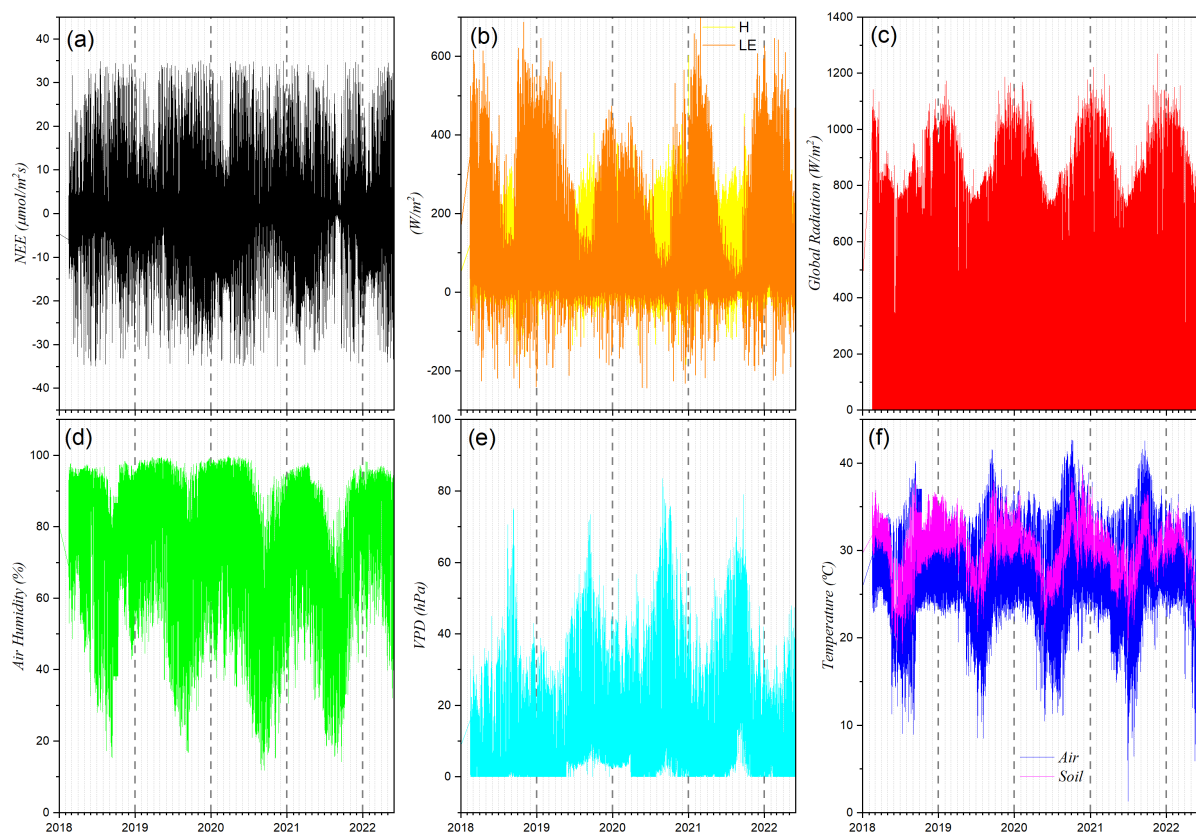 (a)
40
30
20
10
0
-10
-20
-30
-40
NEE (μmol/m²s)
(b)
H
LE
600
400
200
0
-200
(W/m²)
(c)
1400
1200
1000
800
600
400
200
0
Global Radiation (W/m²)
(d)
100
80
60
40
20
0
Air Humidity (%)
2018 2019 2020 2021 2022
(e)
100
80
60
40
20
0
VPD (hPa)
2018 2019 2020 2021 2022
(f)
40
30
20
10
0
Temperature (ºC)
Air
Soil
2018 2019 2020 2021 2022